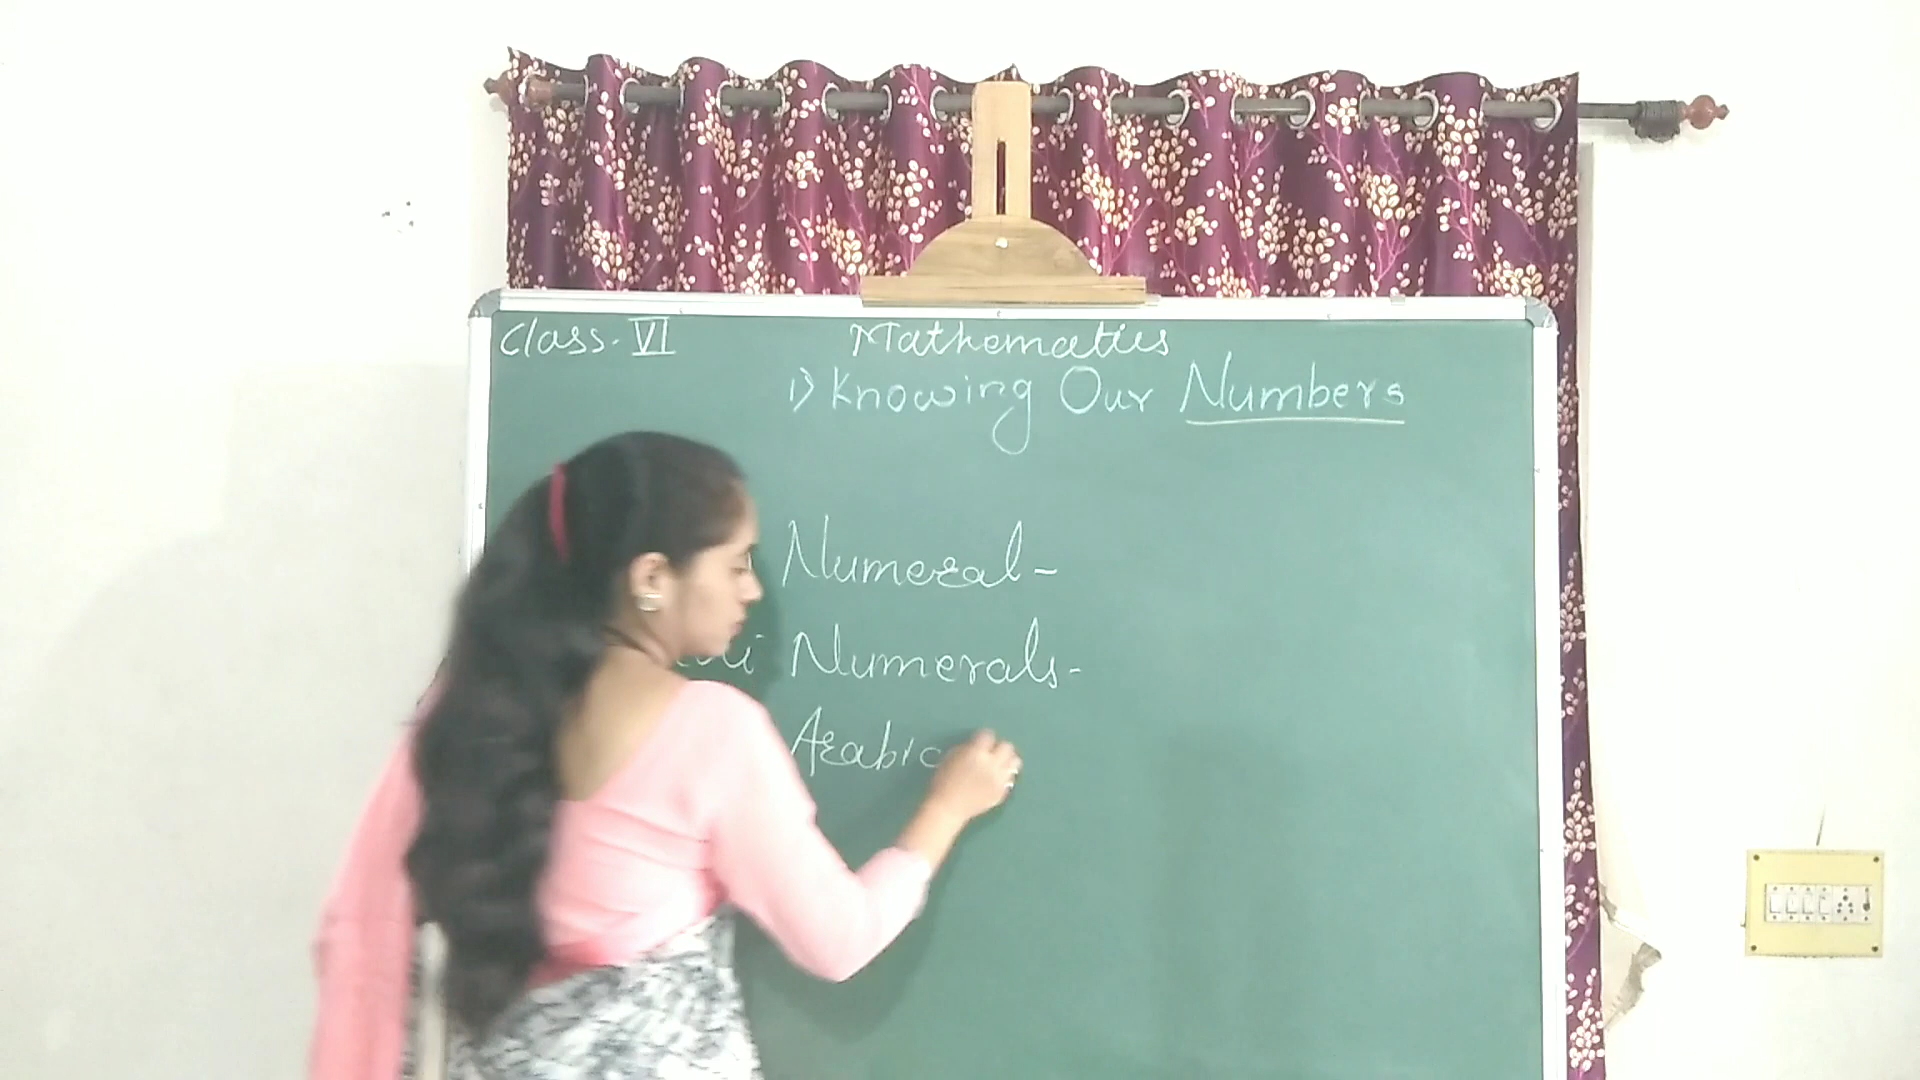 Class. VI
Mathematics
1) Knowing Our Numbers
Numeral -
Numerals -
Arabic